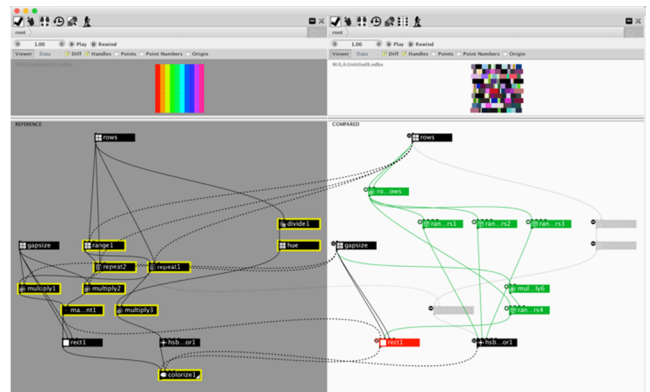 root
root
1.00 Play Rewind
1.00 Play Rewind
Viewer Data Diff Handles Points Point Numbers Origin
Viewer Data Diff Handles Points Point Numbers Origin
REFERENCE
COMPARED
rows
rows
ro...ows
divide1
ran...rs1
ran...rs2
ran...rs3
gapsize
range1
hue
gapsize
repeat2
repeat1
multiply1
multiply2
mul...ly6
ma...nt1
multiply3
ran...rs4
rect1
hsb...or1
rect1
hsb...or1
colorize1